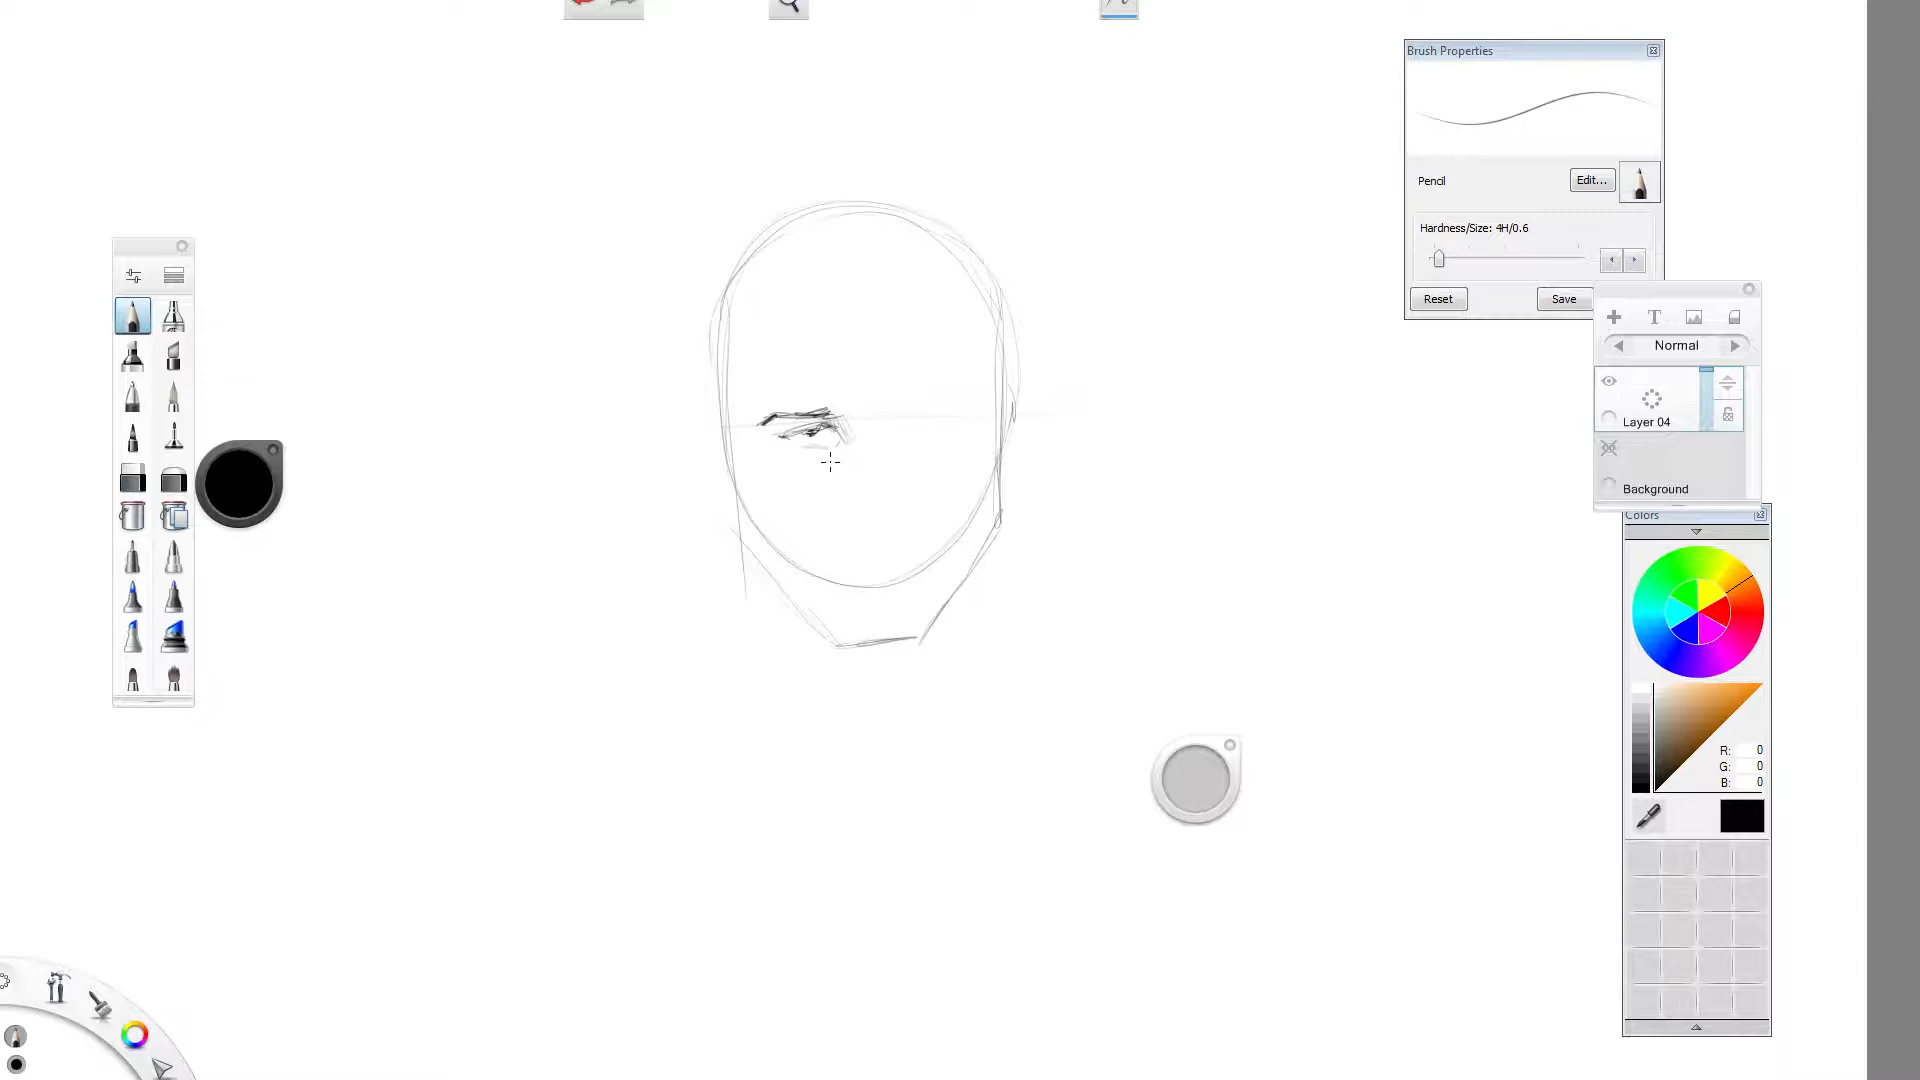 Brush Properties
Pencil
Edit...
Hardness/Size: 4H/0.6
Reset
Save
T
Normal
Layer 04
Background
Colors
R: 0
G: 0
B: 0